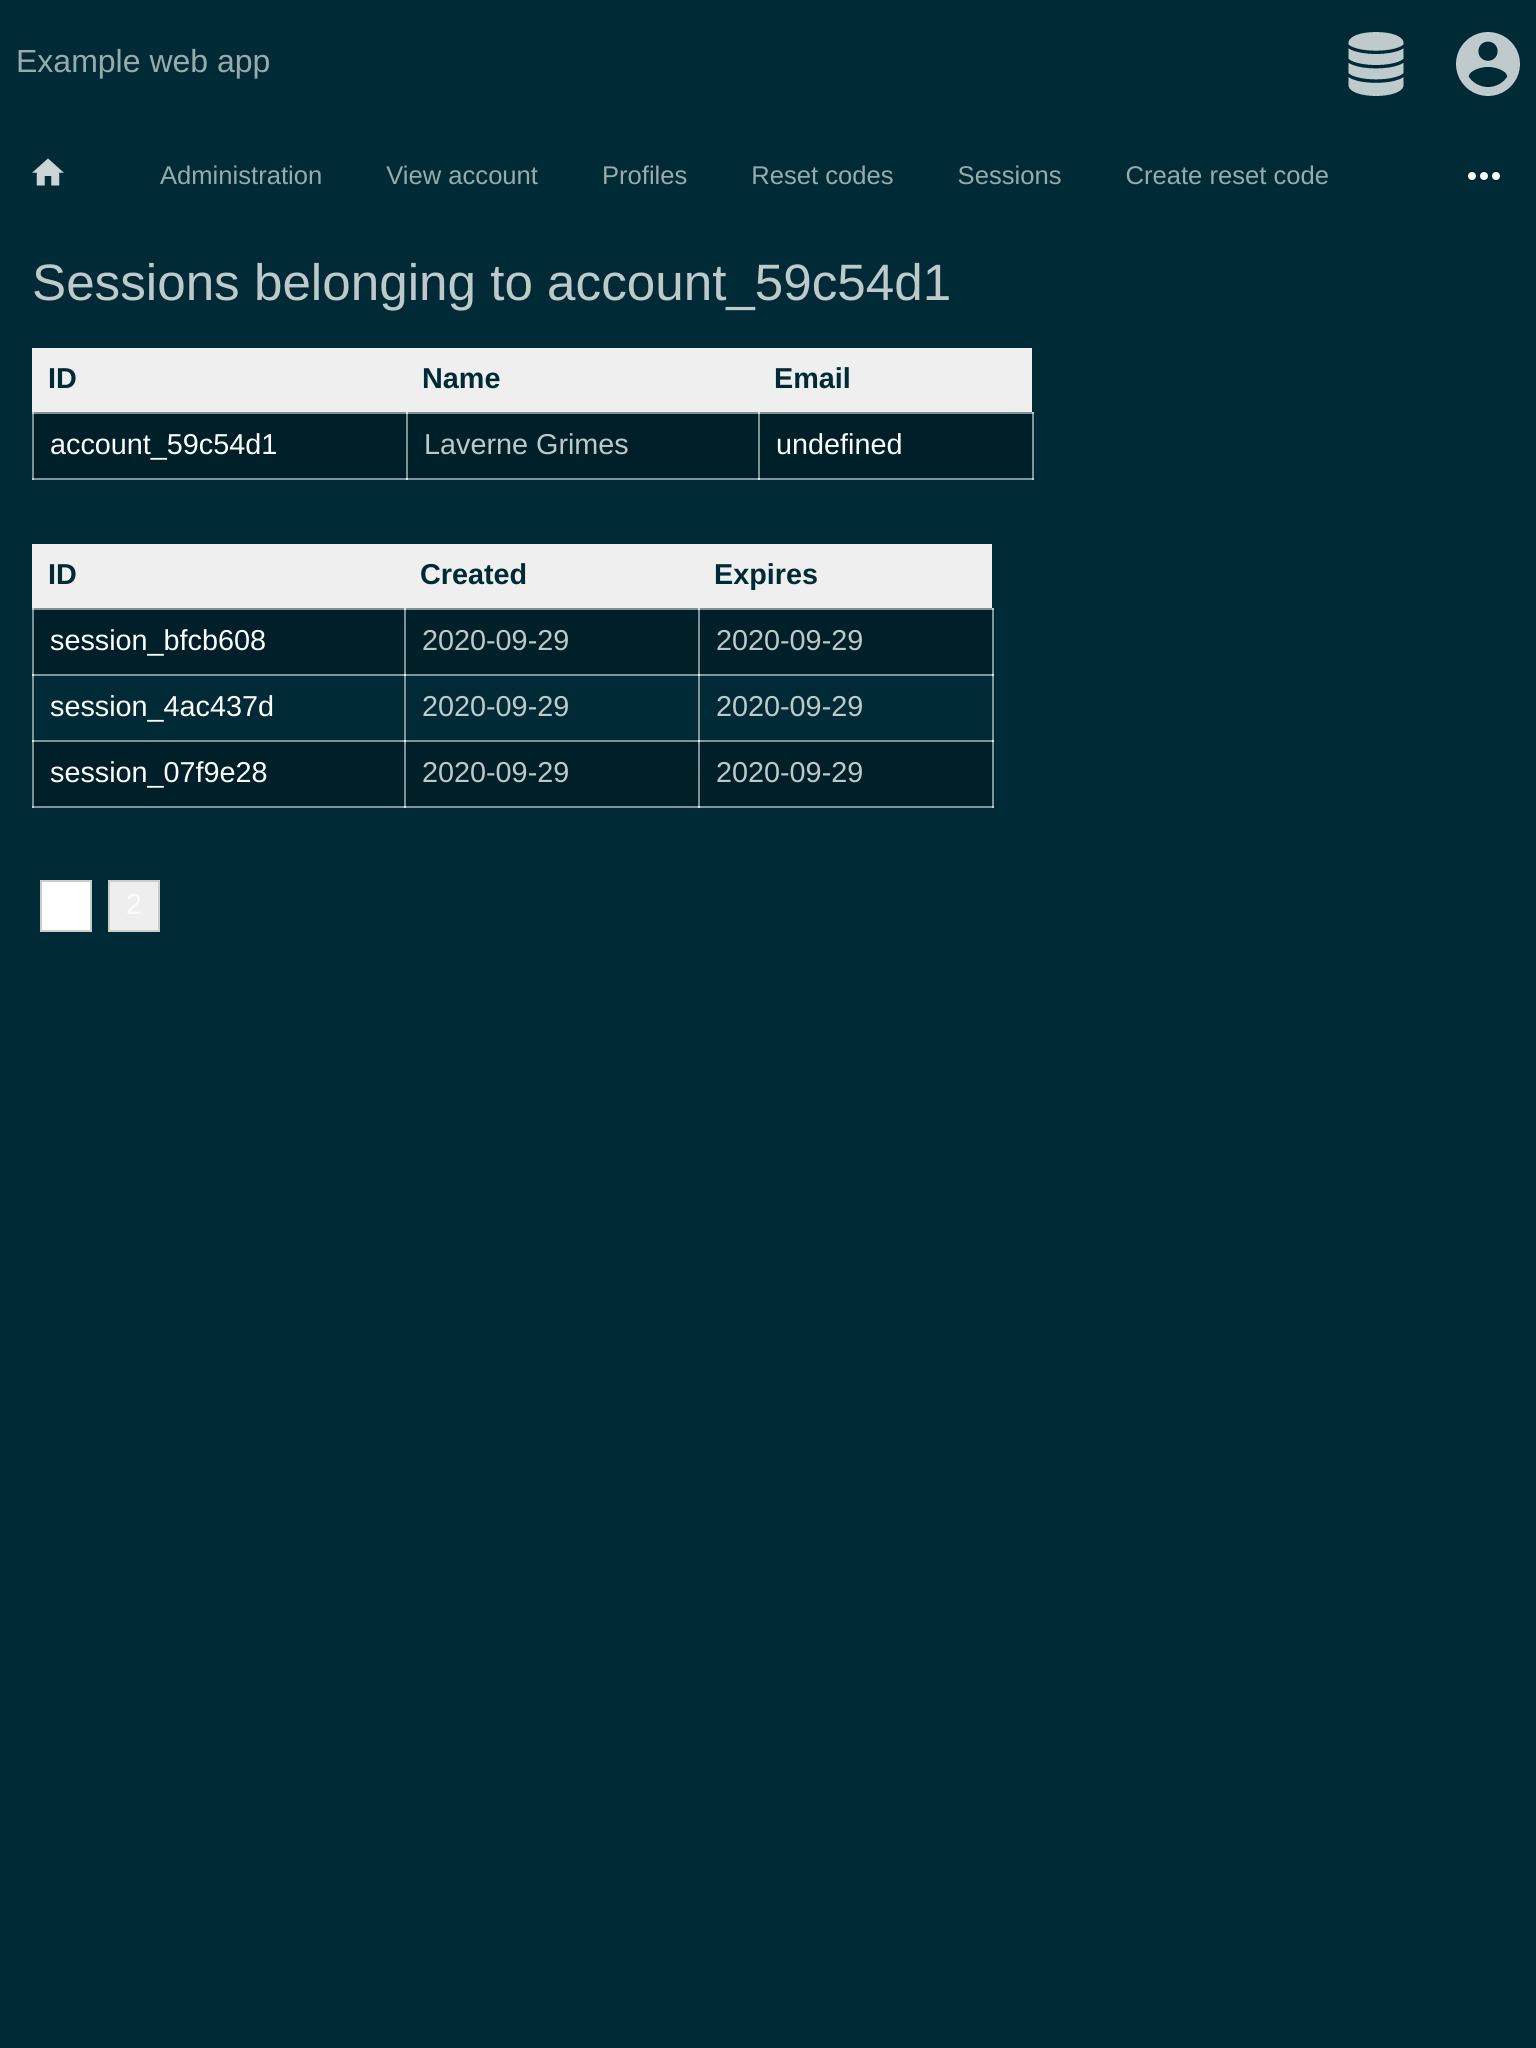 Example web app
Administration View account Profiles Reset codes Sessions Create reset code
Sessions belonging to account_59c54d1
ID Name Email
account_59c54d1 Laverne Grimes undefined
ID Created Expires
session_bfcb608 2020-09-29 2020-09-29
session_4ac437d 2020-09-29 2020-09-29
session_07f9e28 2020-09-29 2020-09-29
2